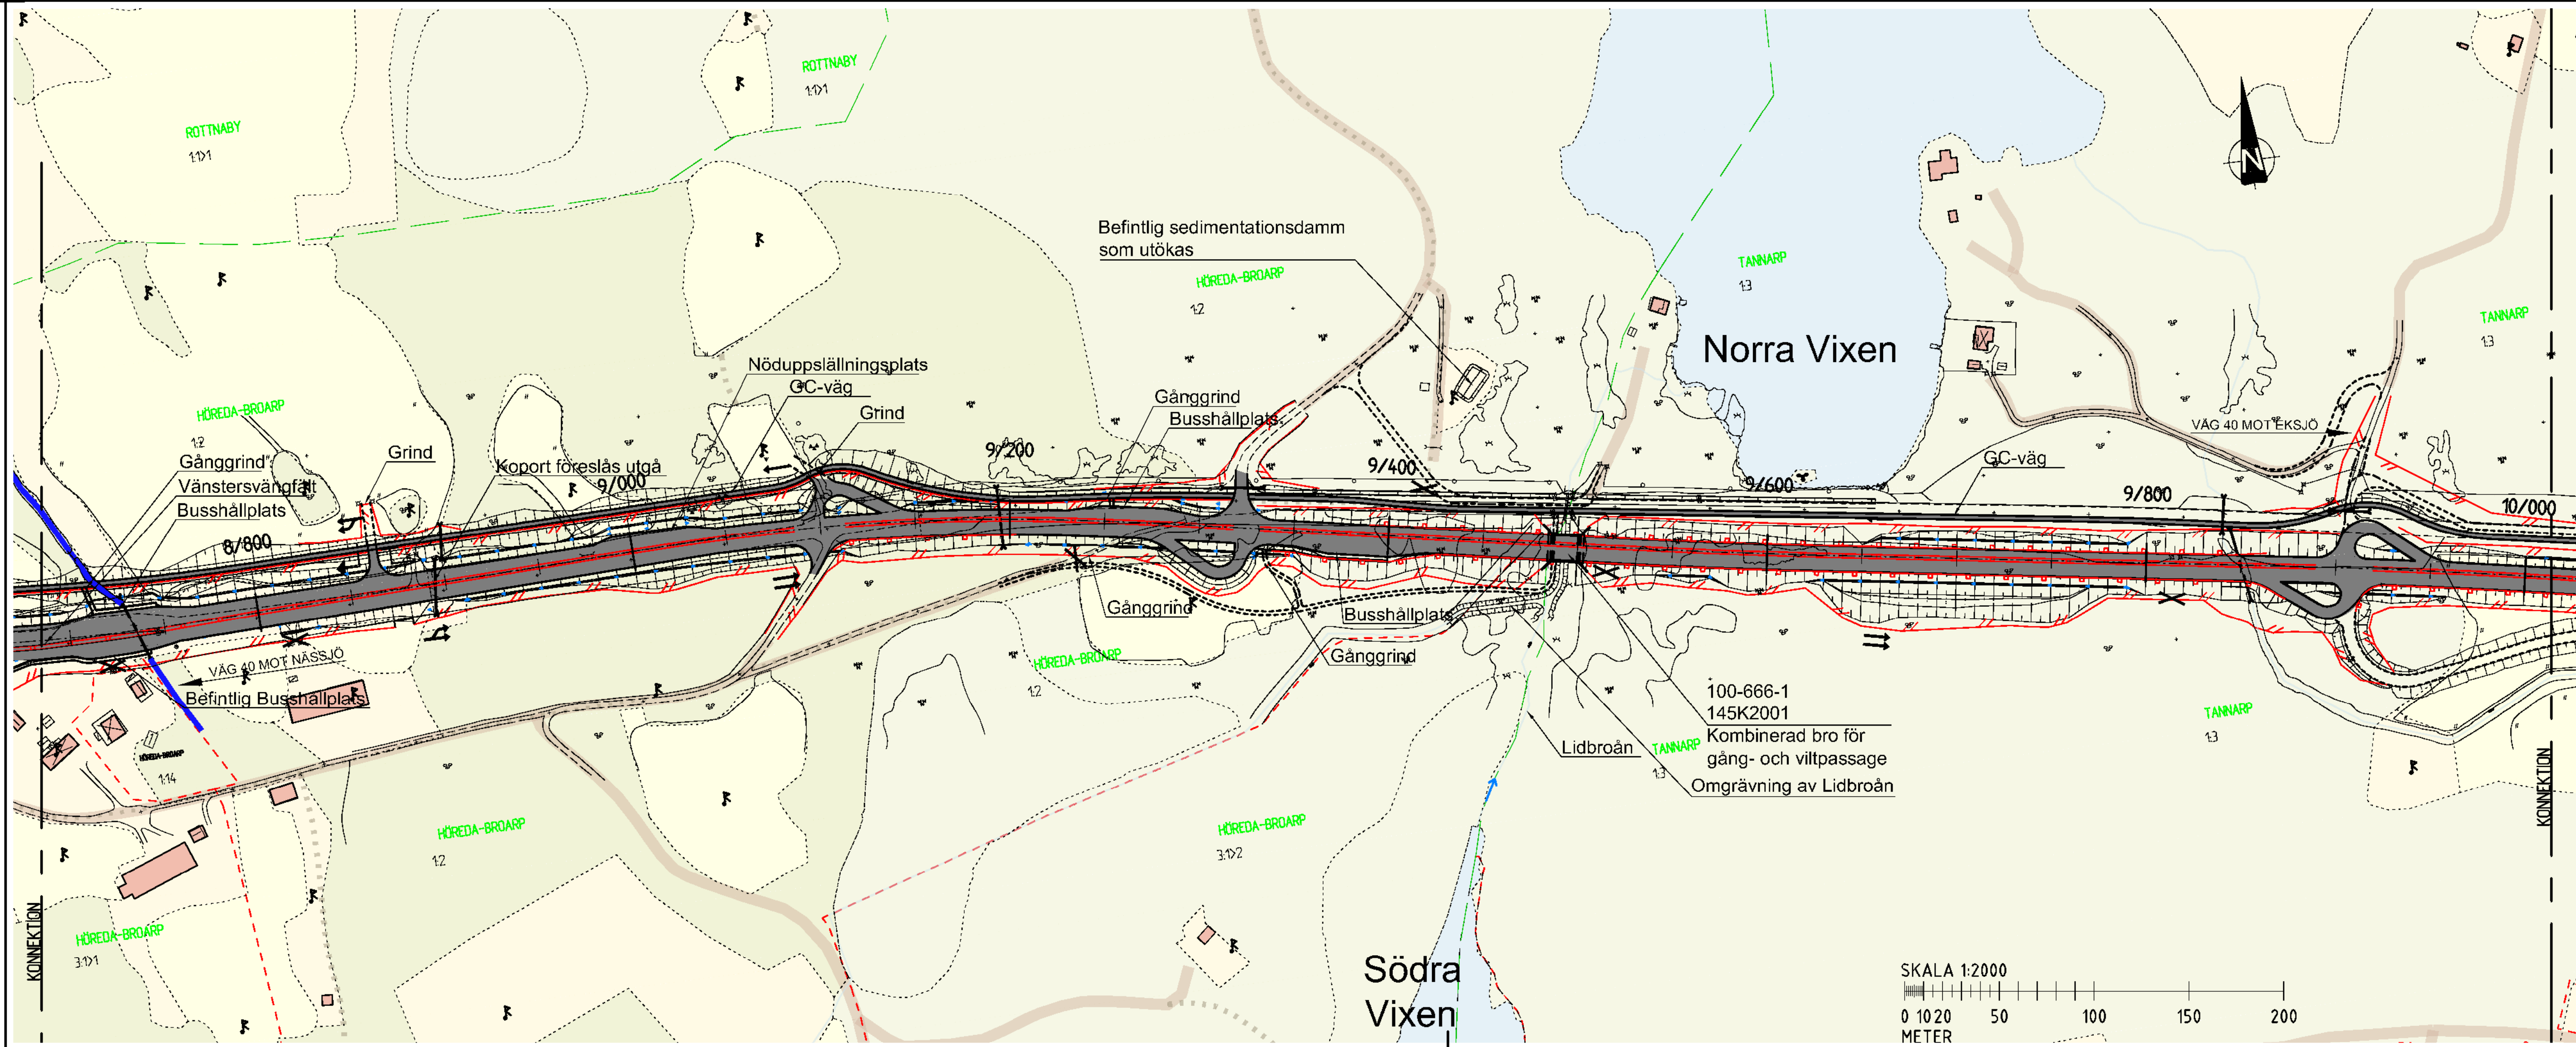 ROTTNABY
1:1>1
ROTTNABY
1:1>1
N
Befintlig sedimentationsdamm
som utökas
HÖREDA-BROARP
1:2
TANNARP
1:3
Norra Vixen
TANNARP
1:3
Nöduppslällningsplats
GC-väg
Grind
Gånggrind
Busshållplats
HÖREDA-BROARP
1:2
Gånggrind
Vänstersvängfält
Busshållplats
Grind
Koport föreslås utgå
8/800
9/000
9/200
9/400
9/600
9/800
10/000
VÄG 40 MOT EKSJÖ
GC-väg
Gånggrind
Busshållplats
Gånggrind
VÄG 40 MOT NÄSSJÖ
Befintlig Busshållplats
HÖREDA-BROARP
1:2
HÖREDA-BROARP
1:14
100-666-1
145K2001
Kombinerad bro för
gång- och viltpassage
Lidbroån
TANNARP
1:3
Omgrävning av Lidbroån
TANNARP
1:3
HÖREDA-BROARP
1:2
HÖREDA-BROARP
3:1>2
HÖREDA-BROARP
3:1>1
KONNEKTION
KONNEKTION
Södra
Vixen
SKALA 1:2000
0 10 20 50 100 150 200
METER